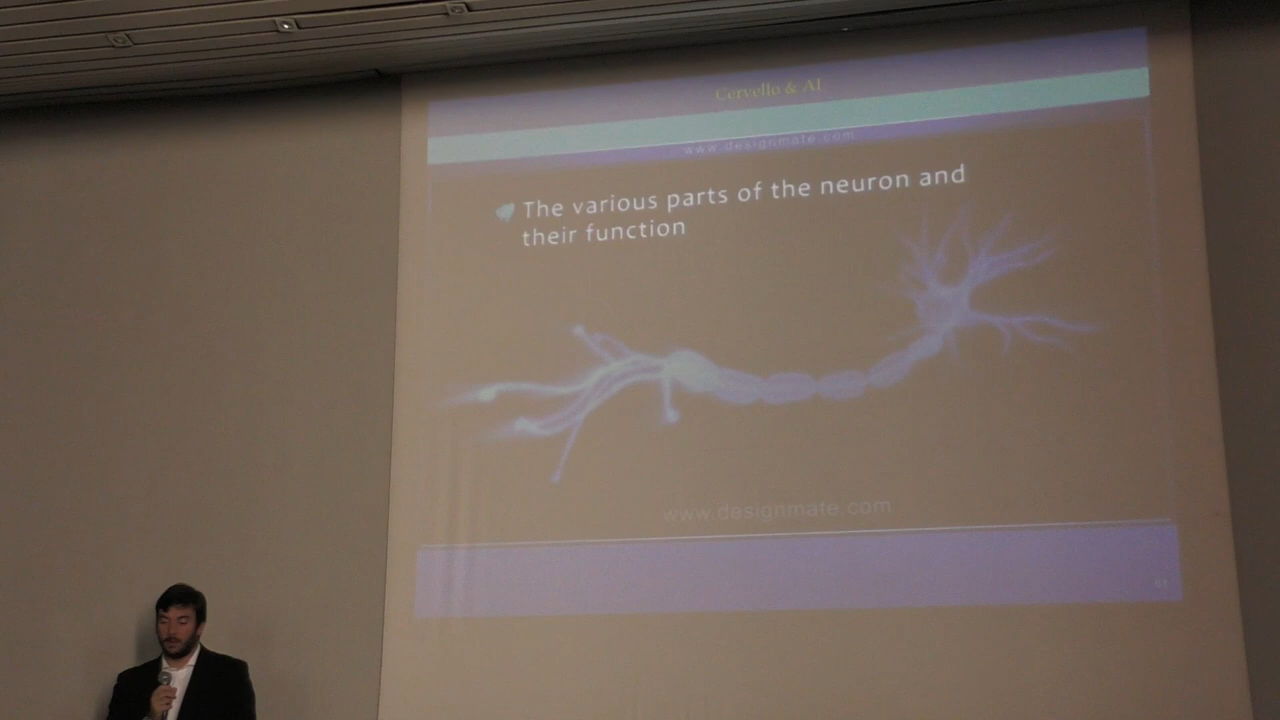 Cervello & AI
www.designmate.com
The various parts of the neuron and
their function
www.designmate.com